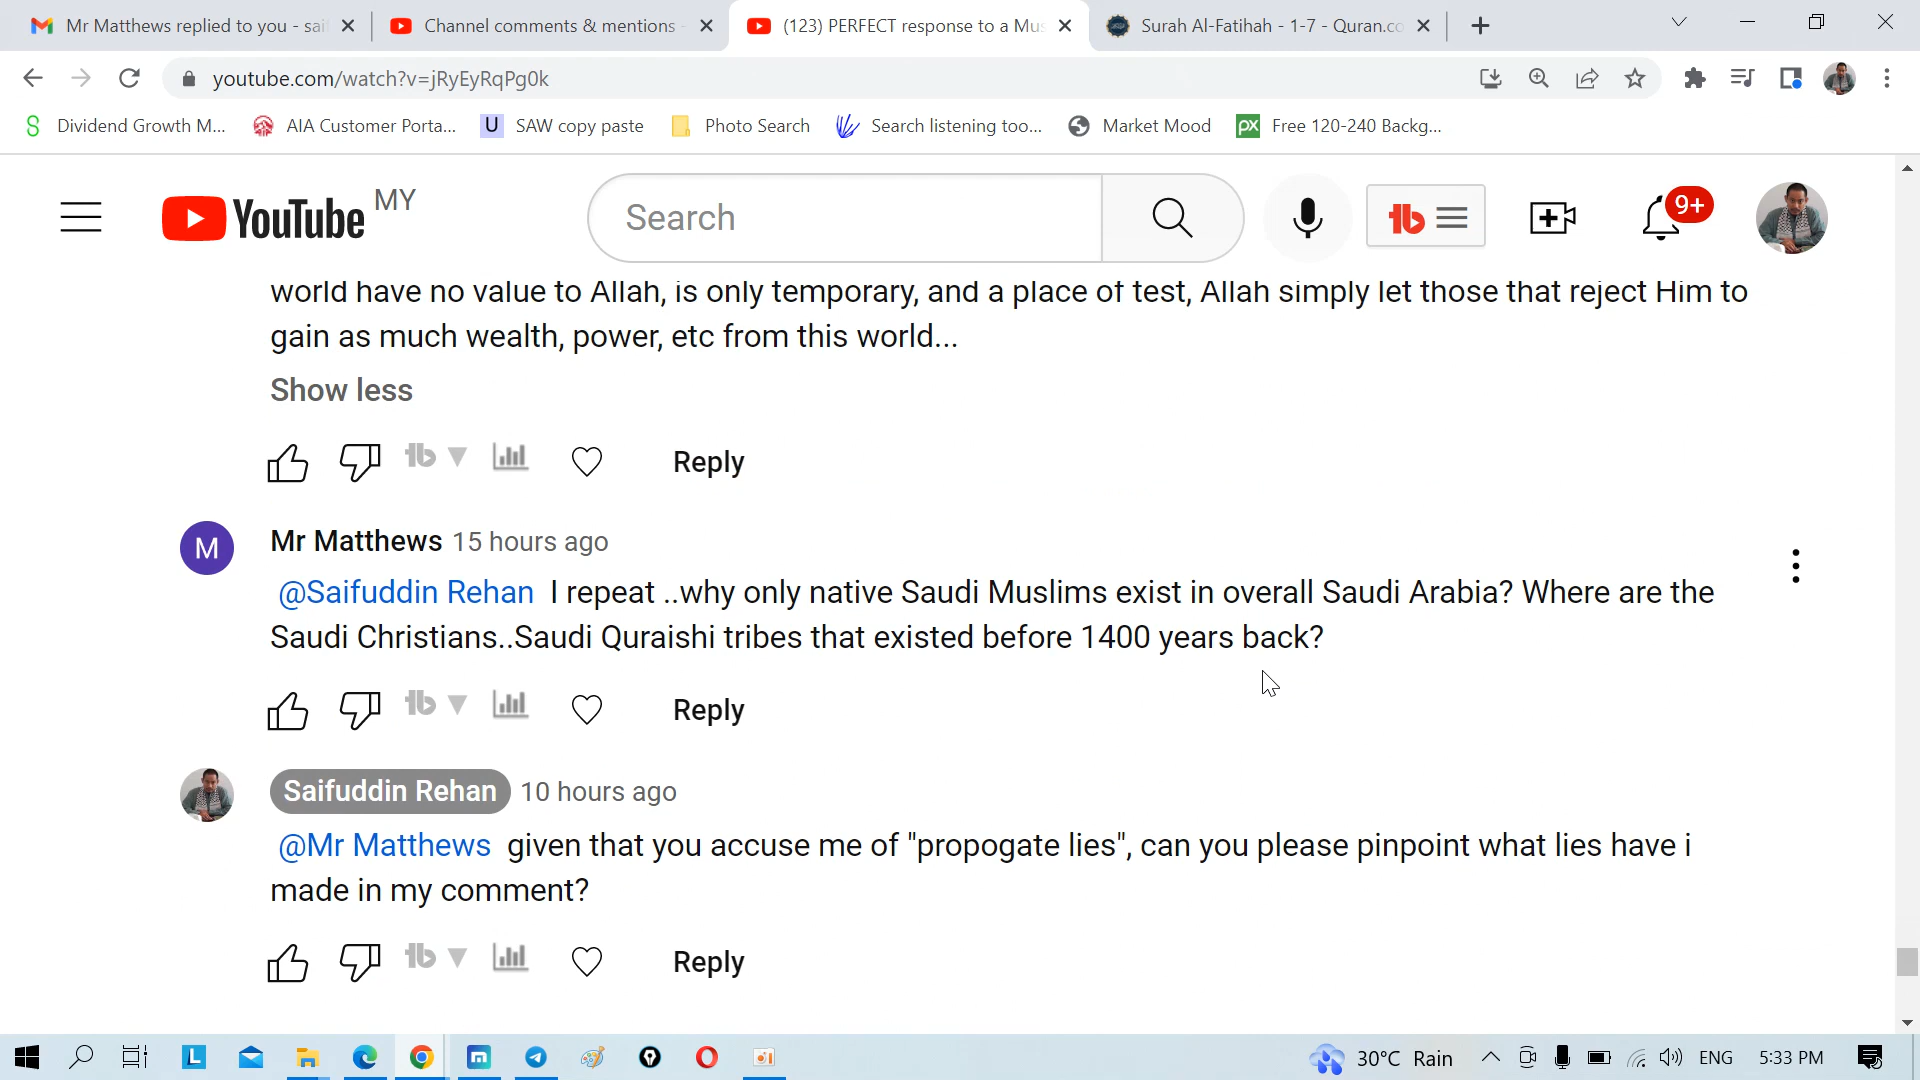 Mr Matthews replied to you - sai
Channel comments & mentions -
(123) PERFECT response to a Mus
Surah Al-Fatihah - 1-7 - Quran.co
youtube.com/watch?v=jRyEyRqPg0k
Dividend Growth M...
AIA Customer Porta...
U SAW copy paste
Photo Search
Search listening too...
Market Mood
px Free 120-240 Backg...
YouTube MY
Search
9+
world have no value to Allah, is only temporary, and a place of test, Allah simply let those that reject Him to
gain as much wealth, power, etc from this world...
Show less
Reply
M
Mr Matthews 15 hours ago
@Saifuddin Rehan I repeat ..why only native Saudi Muslims exist in overall Saudi Arabia? Where are the
Saudi Christians..Saudi Quraishi tribes that existed before 1400 years back?
Reply
Saifuddin Rehan 10 hours ago
@Mr Matthews given that you accuse me of "propogate lies", can you please pinpoint what lies have i
made in my comment?
Reply
30°C Rain
ENG
5:33 PM